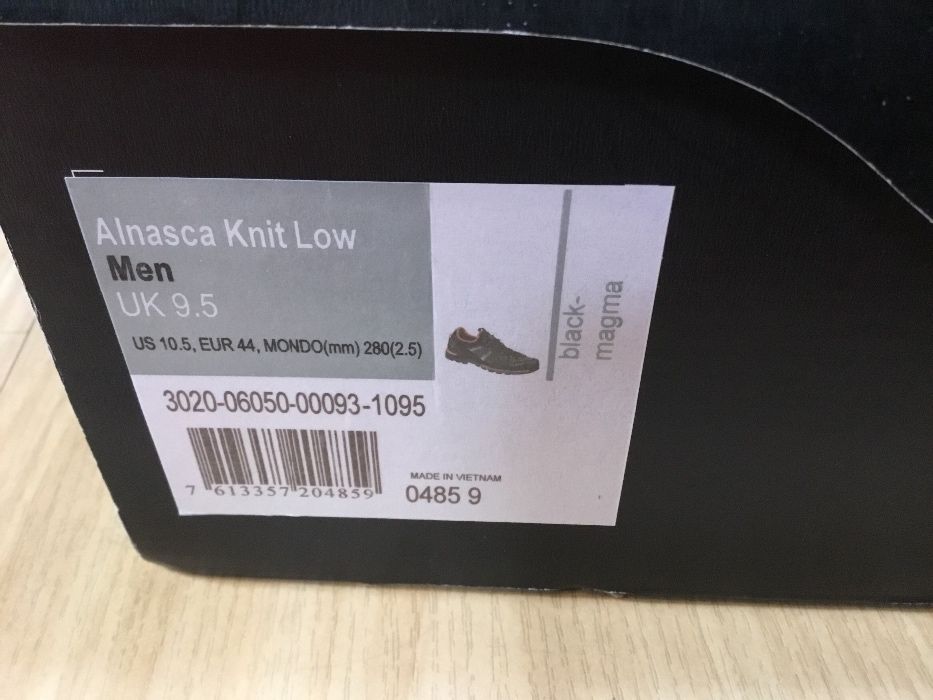 Alnasca Knit Low
Men
UK 9.5
US 10.5, EUR 44, MONDO(mm) 280(2.5)
black-
magma
3020-06050-00093-1095
7 613357 204859
MADE IN VIETNAM
0485 9